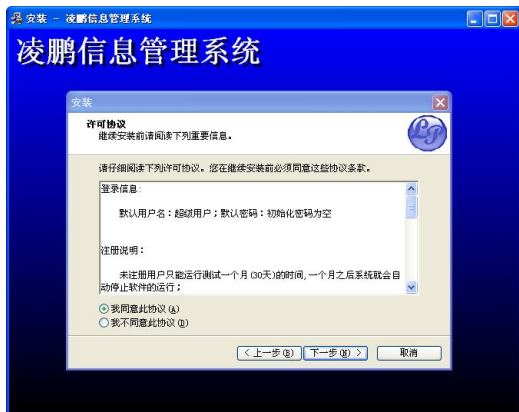 安装 - 凌鹏信息管理系统
凌鹏信息管理系统
安装
许可协议
继续安装前请阅读下列重要信息。
LP
请仔细阅读下列许可协议。您在继续安装前必须同意这些协议条款。
登录信息:
默认用户名：超级用户；默认密码：初始化密码为空
注册说明：
未注册用户只能运行测试一个月(30天)的时间,一个月之后系统就会自
动停止软件的运行；
我同意此协议(A)
我不同意此协议(D)
< 上一步(B) 下一步(N) > 取消